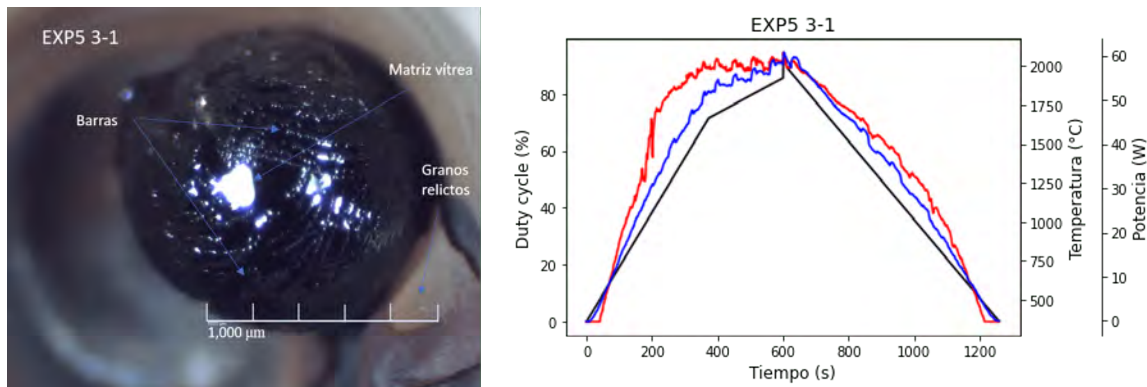 EXP5 3-1
Matriz vítrea
Barras
Granos
relictos
1,000 µm
EXP5 3-1
Duty cycle (%)
80
60
40
20
0
0
200
400
600
800
1000
1200
Tiempo (s)
2000
1750
1500
1250
1000
750
500
Temperatura (°C)
60
50
40
30
20
10
0
Potencia (W)